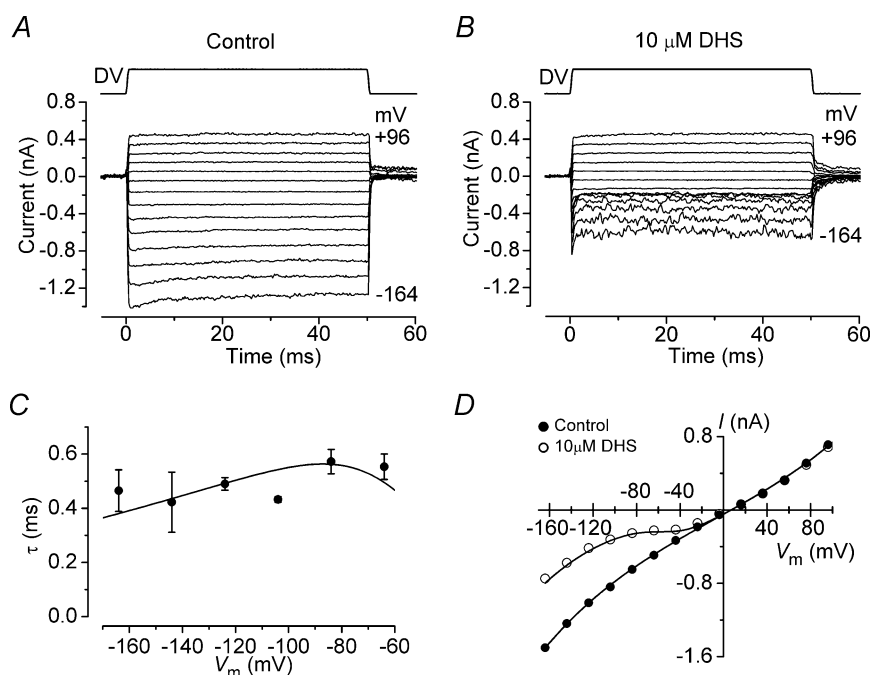 A
Control
DV
mV
+96
-164
0.8
0.4
0.0
-0.4
-0.8
-1.2
Current (nA)
0 20 40 60
Time (ms)
B
10 μM DHS
DV
mV
+96
-164
0.8
0.4
0.0
-0.4
-0.8
-1.2
Current (nA)
0 20 40 60
Time (ms)
C
0.6
0.4
0.2
0.0
τ (ms)
-160 -140 -120 -100 -80 -60
Vm (mV)
D
Control
10μM DHS
I (nA)
0.8
-80 -40
-160 -120
40 80
Vm (mV)
-0.8
-1.6